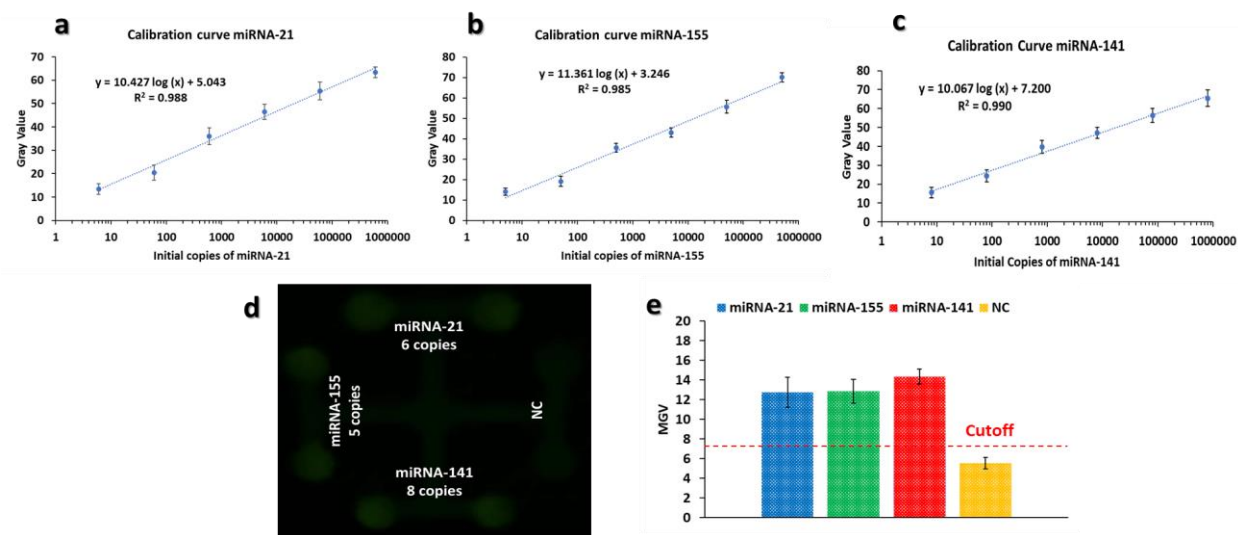 a
Calibration curve miRNA-21
y = 10.427 log (x) + 5.043
R² = 0.988
Gray Value
70
60
50
40
30
20
10
0
1 10 100 1000 10000 100000 1000000
Initial copies of miRNA-21
b
Calibration curve miRNA-155
y = 11.361 log (x) + 3.246
R² = 0.985
Gray Value
80
70
60
50
40
30
20
10
0
1 10 100 1000 10000 100000 1000000
Initial copies of miRNA-155
c
Calibration Curve miRNA-141
y = 10.067 log (x) + 7.200
R² = 0.990
Gray Value
80
70
60
50
40
30
20
10
0
1 10 100 1000 10000 100000 1000000
Initial Copies of miRNA-141
d
miRNA-21
6 copies
miRNA-155
5 copies
NC
miRNA-141
8 copies
e
miRNA-21 miRNA-155 miRNA-141 NC
MGV
20
18
16
14
12
10
8
6
4
2
0
Cutoff